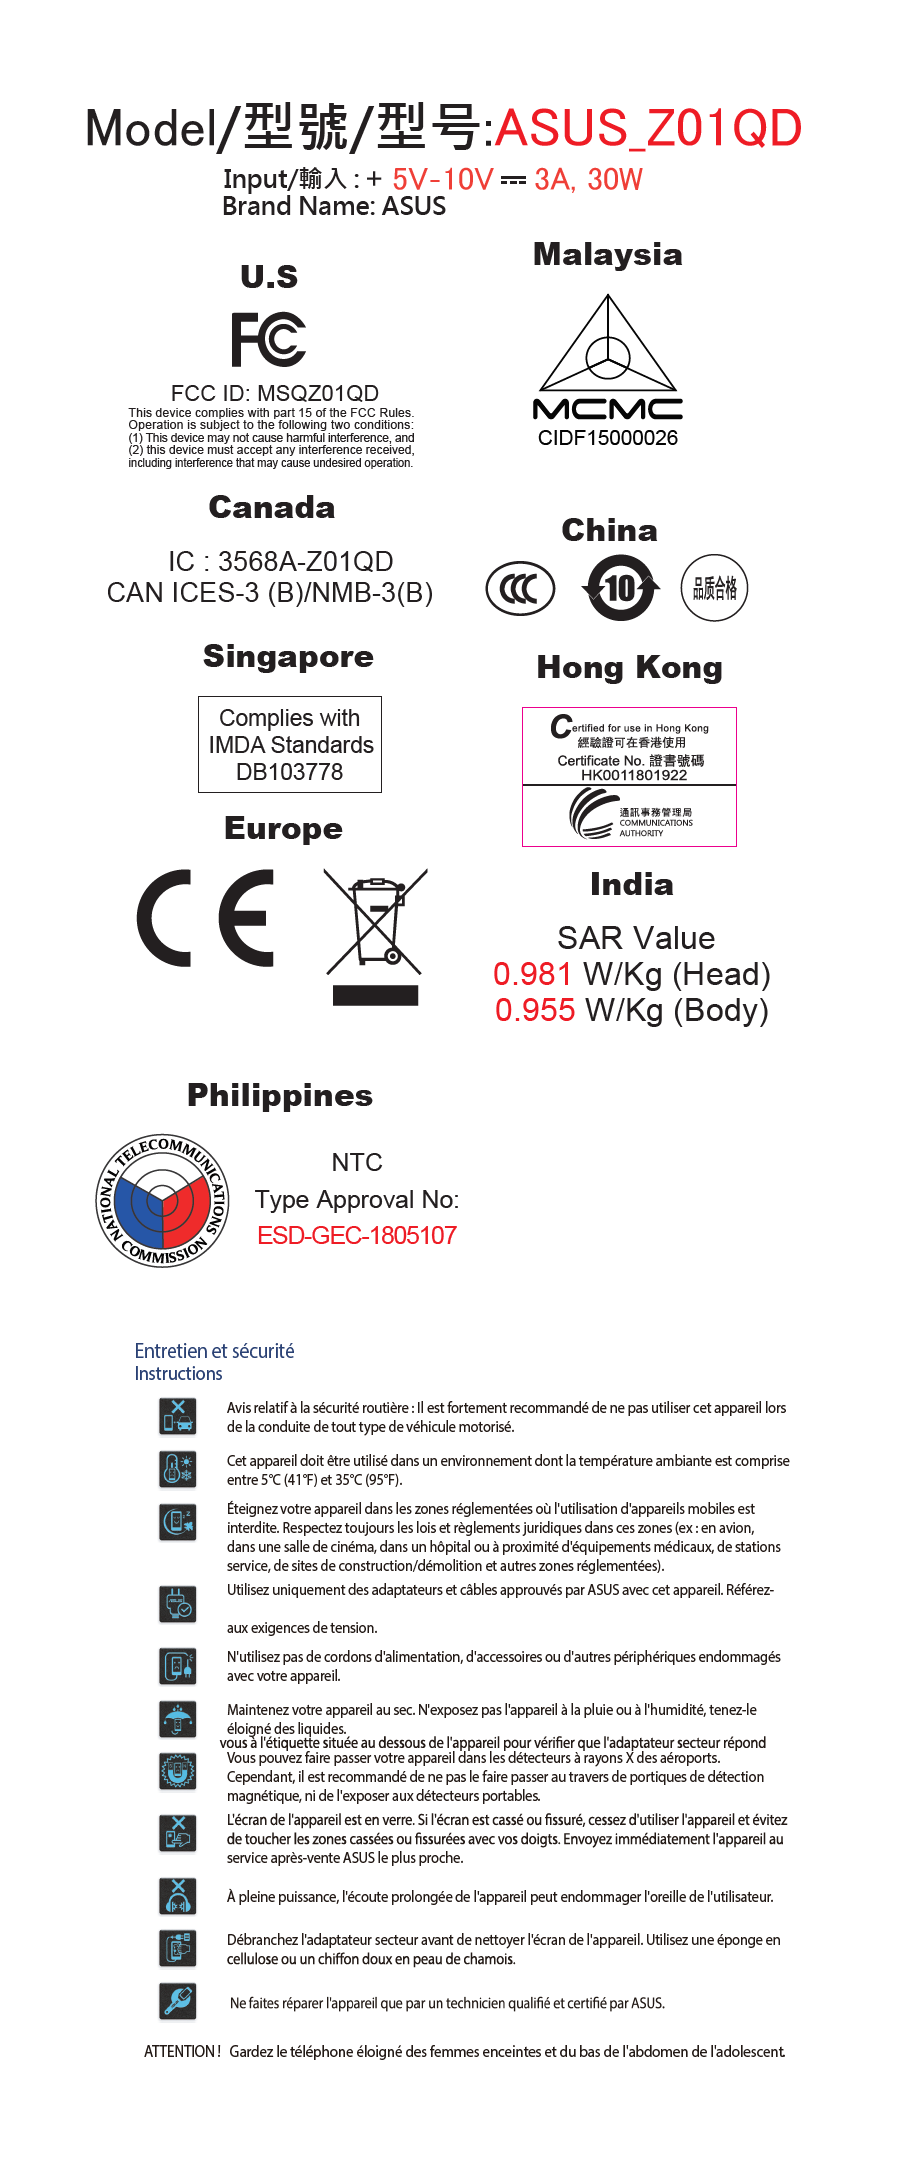 Model/型號/型号:ASUS_Z01QD
Input/輸入 : + 5V-10V ⎓ 3A, 30W
Brand Name: ASUS
U.S
FC
FCC ID: MSQZ01QD
This device complies with part 15 of the FCC Rules.
Operation is subject to the following two conditions:
(1) This device may not cause harmful interference, and
(2) this device must accept any interference received,
including interference that may cause undesired operation.
Malaysia
MCMC
CIDF15000026
Canada
IC : 3568A-Z01QD
CAN ICES-3 (B)/NMB-3(B)
China
CCC
10
品质合格
Singapore
Complies with
IMDA Standards
DB103778
Hong Kong
Certified for use in Hong Kong
經驗證可在香港使用
Certificate No. 證書號碼
HK0011801922
通訊事務管理局
COMMUNICATIONS
AUTHORITY
Europe
CE
India
SAR Value
0.981 W/Kg (Head)
0.955 W/Kg (Body)
Philippines
NATIONAL TELECOMMUNICATIONS COMMISSION
NTC
Type Approval No:
ESD-GEC-1805107
Entretien et sécurité
Instructions
Avis relatif à la sécurité routière : Il est fortement recommandé de ne pas utiliser cet appareil lors
de la conduite de tout type de véhicule motorisé.
Cet appareil doit être utilisé dans un environnement dont la température ambiante est comprise
entre 5°C (41°F) et 35°C (95°F).
Éteignez votre appareil dans les zones réglementées où l'utilisation d'appareils mobiles est
interdite. Respectez toujours les lois et règlements juridiques dans ces zones (ex : en avion,
dans une salle de cinéma, dans un hôpital ou à proximité d'équipements médicaux, de stations
service, de sites de construction/démolition et autres zones réglementées).
Utilisez uniquement des adaptateurs et câbles approuvés par ASUS avec cet appareil. Référez-
aux exigences de tension.
N'utilisez pas de cordons d'alimentation, d'accessoires ou d'autres périphériques endommagés
avec votre appareil.
Maintenez votre appareil au sec. N'exposez pas l'appareil à la pluie ou à l'humidité, tenez-le
éloigné des liquides.
vous à l'étiquette située au dessous de l'appareil pour vérifier que l'adaptateur secteur répond
Vous pouvez faire passer votre appareil dans les détecteurs à rayons X des aéroports.
Cependant, il est recommandé de ne pas le faire passer au travers de portiques de détection
magnétique, ni de l'exposer aux détecteurs portables.
L'écran de l'appareil est en verre. Si l'écran est cassé ou fissuré, cessez d'utiliser l'appareil et évitez
de toucher les zones cassées ou fissurées avec vos doigts. Envoyez immédiatement l'appareil au
service après-vente ASUS le plus proche.
À pleine puissance, l'écoute prolongée de l'appareil peut endommager l'oreille de l'utilisateur.
Débranchez l'adaptateur secteur avant de nettoyer l'écran de l'appareil. Utilisez une éponge en
cellulose ou un chiffon doux en peau de chamois.
Ne faites réparer l'appareil que par un technicien qualifié et certifié par ASUS.
ATTENTION ! Gardez le téléphone éloigné des femmes enceintes et du bas de l'abdomen de l'adolescent.